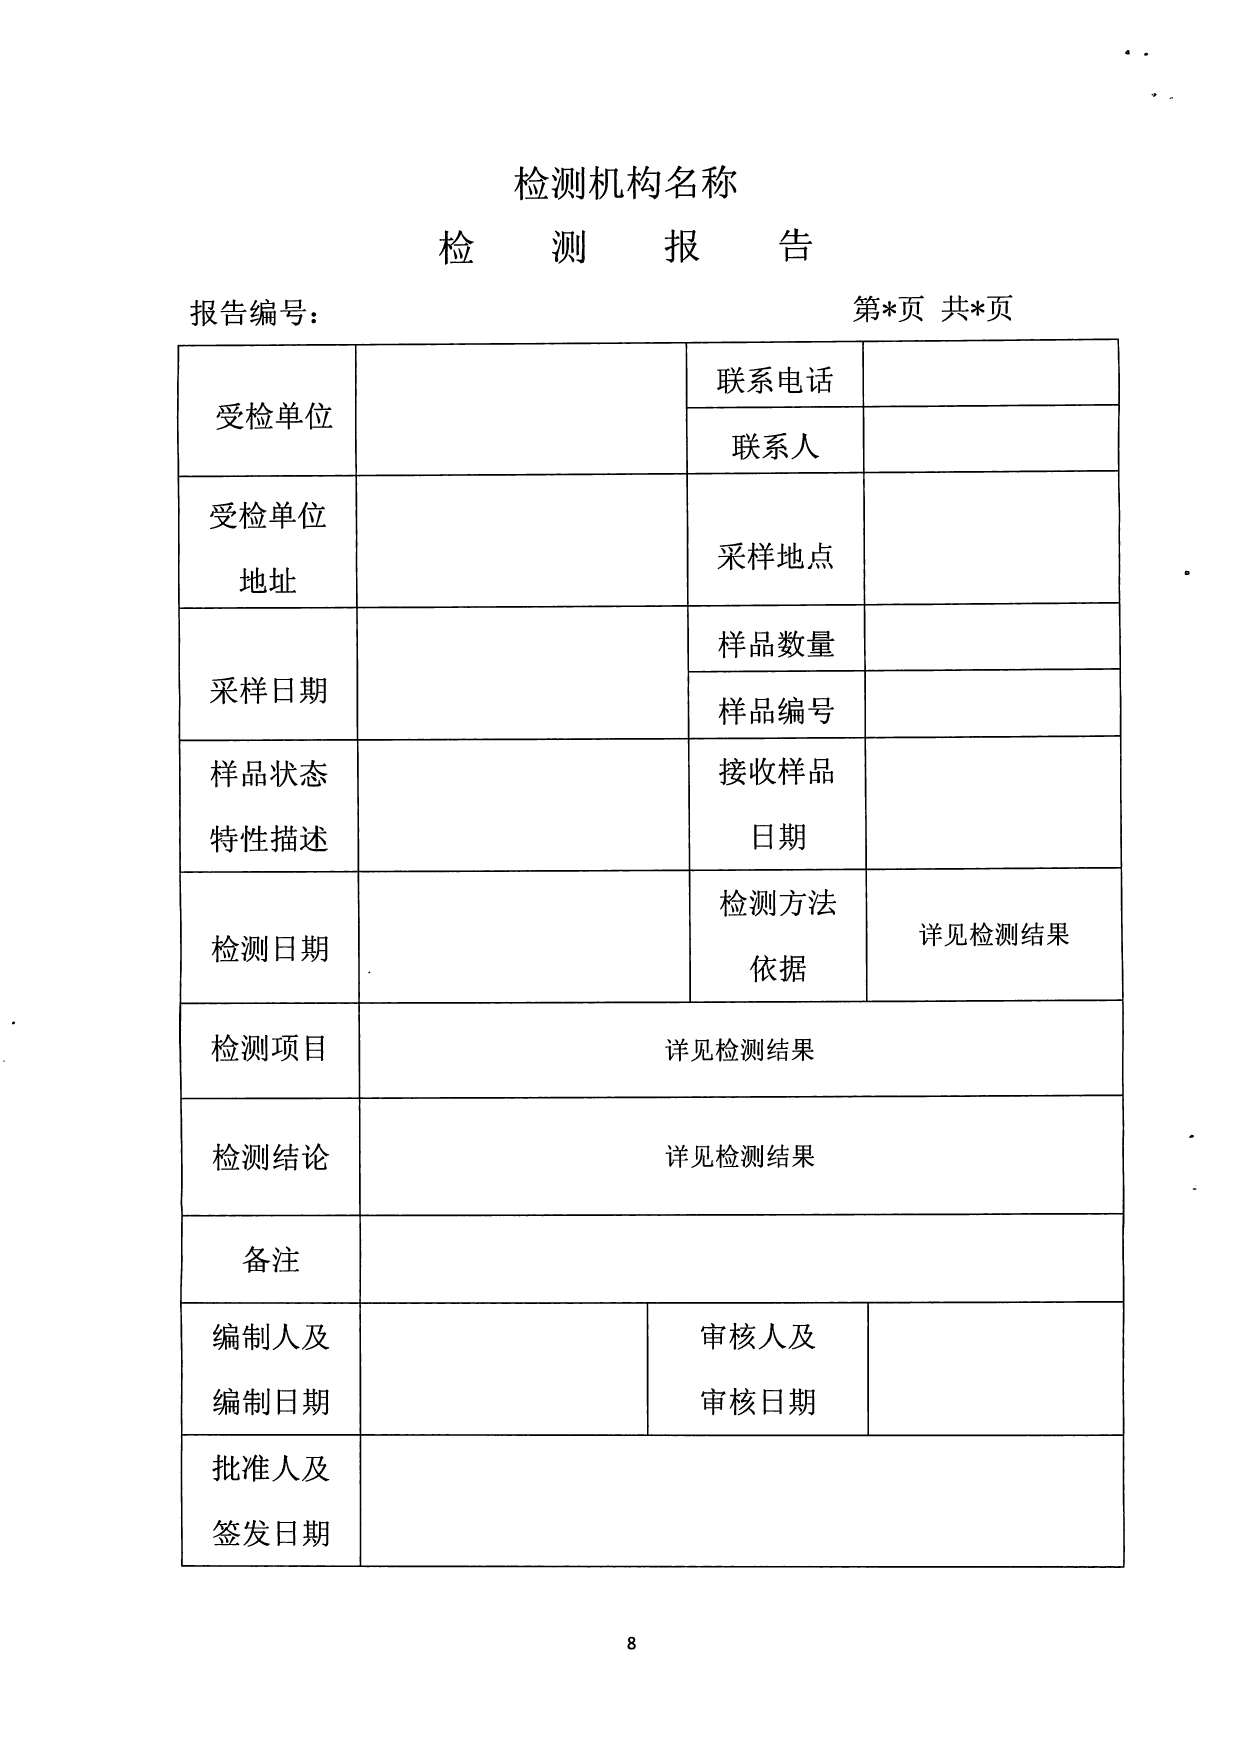 检测机构名称
检 测 报 告
报告编号： 第*页 共*页
受检单位
联系电话
联系人
受检单位
地址
采样地点
采样日期
样品数量
样品编号
样品状态
特性描述
接收样品
日期
检测日期
检测方法
依据
详见检测结果
检测项目
详见检测结果
检测结论
详见检测结果
备注
编制人及
编制日期
审核人及
审核日期
批准人及
签发日期
8